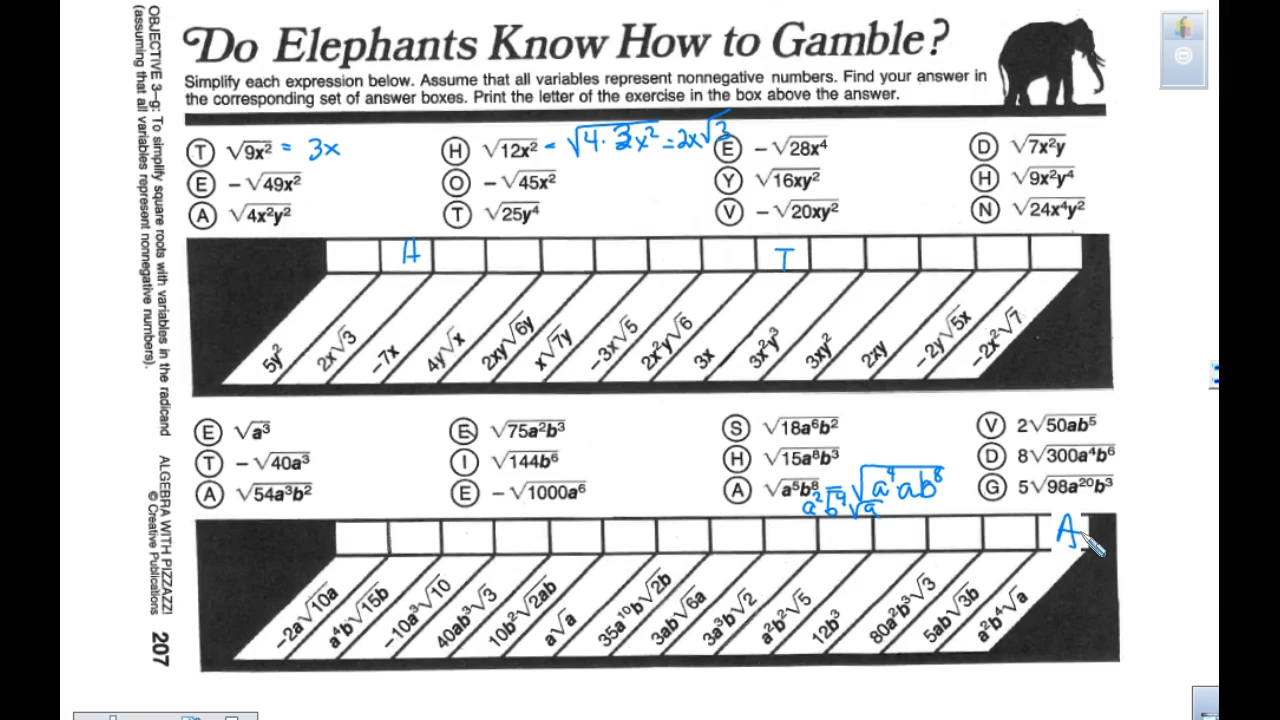 Do Elephants Know How to Gamble?
Simplify each expression below. Assume that all variables represent nonnegative numbers. Find your answer in
the corresponding set of answer boxes. Print the letter of the exercise in the box above the answer.
T √9x² = 3x
H √12x² = √4·3x² = 2x√3
E -√28x⁴
D √7x²y
E -√49x²
O -√45x²
Y √16xy²
H √9x²y⁴
A √4x²y²
T √25y⁴
V -√20xy²
N √24x⁴y²
A
T
5y²
2x√3
-7x
4y√x
2xy√6y
x√7y
-3x√5
2x²y√6
3x
3x²y³
3xy²
2xy
-2y√5x
-2x²√7
E √a³
E √75a²b³
S √18a⁶b²
V 2√50ab⁵
T -√40a³
I √144b⁶
H √15a⁸b³
D 8√300a⁴b⁶
A √54a³b²
E -√1000a⁶
A √a⁵b⁸
√a⁴ab⁸
a²b⁴√a
G 5√98a²⁰b³
A
-2a√10a
a⁴b√15b
-10a³√10
40ab³√3
10b²√2ab
a√a
35a¹⁰b√2b
3ab√6a
3a³b√2
a²b²√5
12b³
80a²b³√3
5ab√3b
a²b⁴√a
OBJECTIVE 3–g: To simplify square roots with variables in the radicand
(assuming that all variables represent nonnegative numbers).
ALGEBRA WITH PIZZAZZ!
© Creative Publications
207